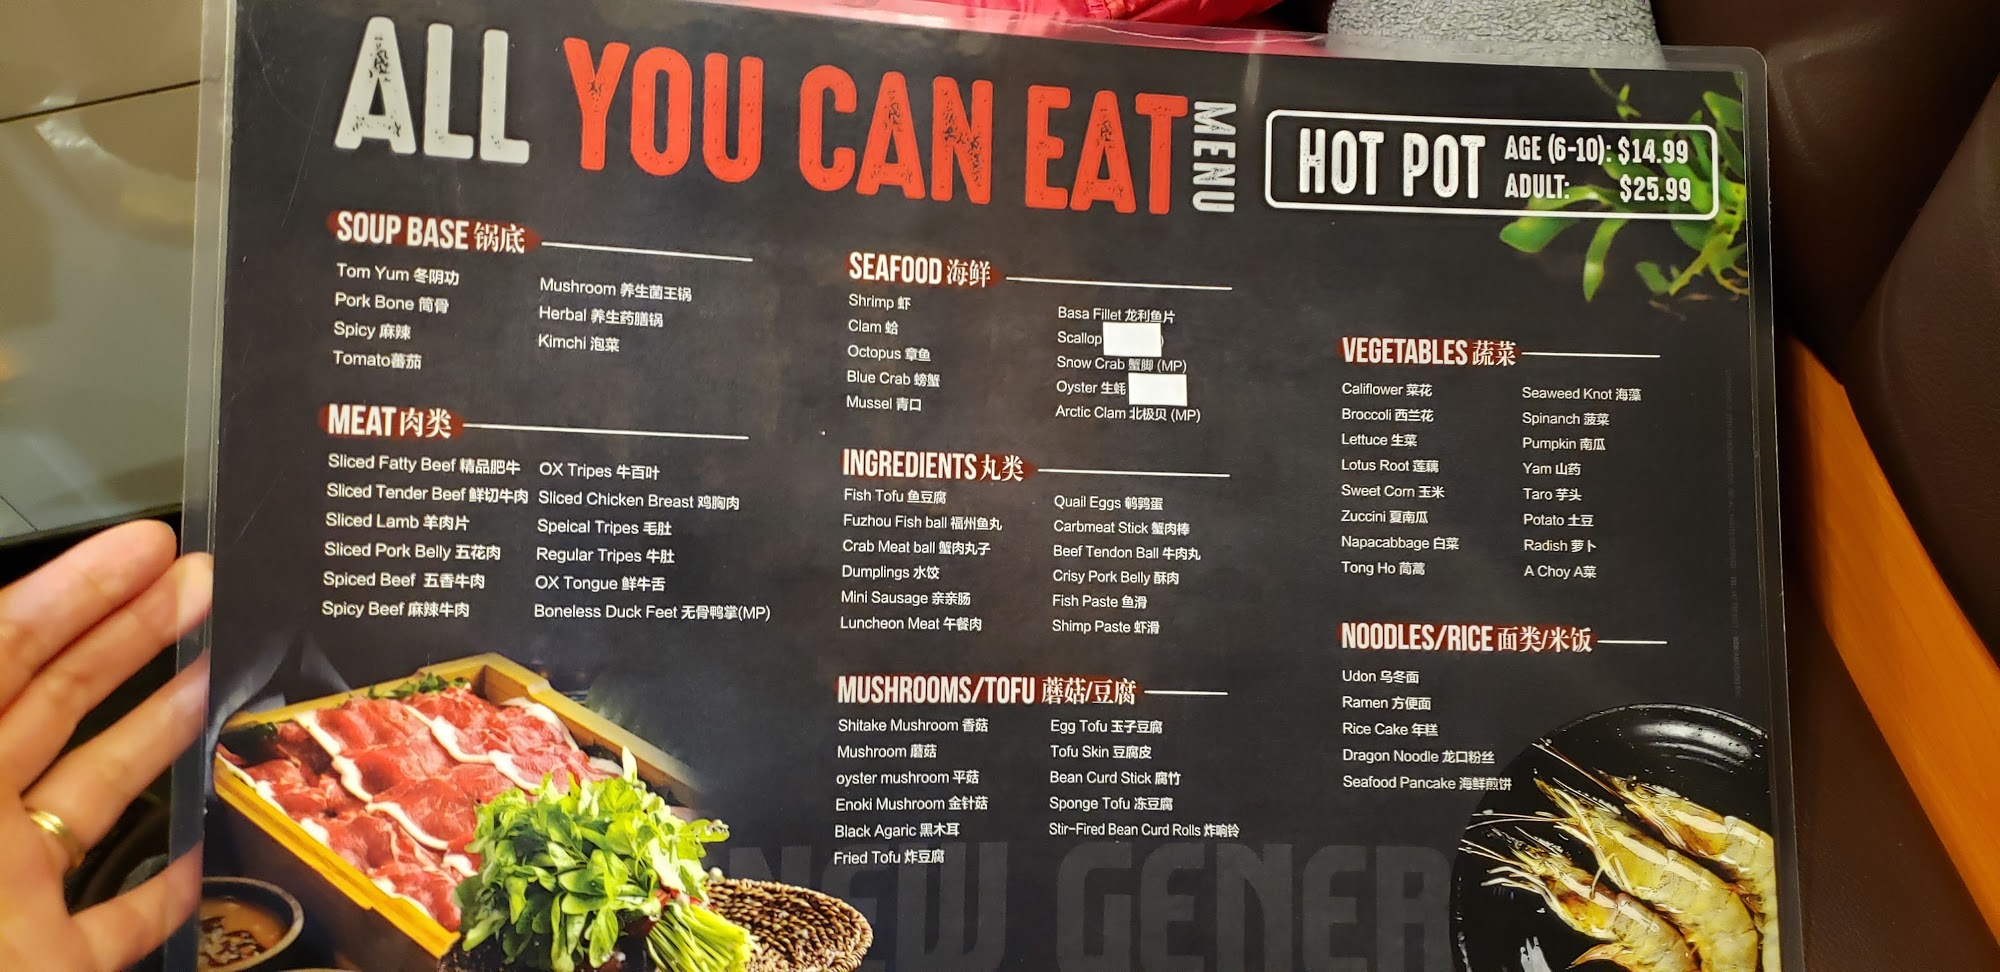 ALL YOU CAN EAT MENU
HOT POT
AGE (6-10): $14.99
ADULT: $25.99
SOUP BASE 锅底
Tom Yum 冬阴功
Pork Bone 筒骨
Spicy 麻辣
Tomato蕃茄
Mushroom 养生菌王锅
Herbal 养生药膳锅
Kimchi 泡菜
MEAT 肉类
Sliced Fatty Beef 精品肥牛
Sliced Tender Beef 鲜切牛肉
Sliced Lamb 羊肉片
Sliced Pork Belly 五花肉
Spiced Beef 五香牛肉
Spicy Beef 麻辣牛肉
OX Tripes 牛百叶
Sliced Chicken Breast 鸡胸肉
Speical Tripes 毛肚
Regular Tripes 牛肚
OX Tongue 鲜牛舌
Boneless Duck Feet 无骨鸭掌(MP)
SEAFOOD 海鲜
Shrimp 虾
Clam 蛤
Octopus 章鱼
Blue Crab 螃蟹
Mussel 青口
Basa Fillet 龙利鱼片
Scallop )
Snow Crab 蟹脚 (MP)
Oyster 生蚝
Arctic Clam 北极贝 (MP)
INGREDIENTS 丸类
Fish Tofu 鱼豆腐
Fuzhou Fish ball 福州鱼丸
Crab Meat ball 蟹肉丸子
Dumplings 水饺
Mini Sausage 亲亲肠
Luncheon Meat 午餐肉
Quail Eggs 鹌鹑蛋
Carbmeat Stick 蟹肉棒
Beef Tendon Ball 牛肉丸
Crisy Pork Belly 酥肉
Fish Paste 鱼滑
Shimp Paste 虾滑
MUSHROOMS/TOFU 蘑菇/豆腐
Shitake Mushroom 香菇
Mushroom 蘑菇
oyster mushroom 平菇
Enoki Mushroom 金针菇
Black Agaric 黑木耳
Fried Tofu 炸豆腐
Egg Tofu 玉子豆腐
Tofu Skin 豆腐皮
Bean Curd Stick 腐竹
Sponge Tofu 冻豆腐
Stir-Fired Bean Curd Rolls 炸响铃
VEGETABLES 蔬菜
Califlower 菜花
Broccoli 西兰花
Lettuce 生菜
Lotus Root 莲藕
Sweet Corn 玉米
Zuccini 夏南瓜
Napacabbage 白菜
Tong Ho 茼蒿
Seaweed Knot 海藻
Spinanch 菠菜
Pumpkin 南瓜
Yam 山药
Taro 芋头
Potato 土豆
Radish 萝卜
A Choy A菜
NOODLES/RICE 面类/米饭
Udon 乌冬面
Ramen 方便面
Rice Cake 年糕
Dragon Noodle 龙口粉丝
Seafood Pancake 海鲜煎饼
NEW GENER